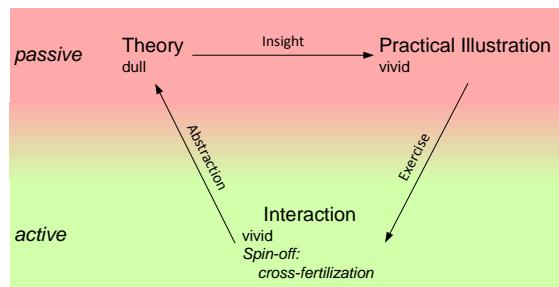 Insight
passive
Theory
dull
Practical Illustration
vivid
Abstraction
Exercise
Interaction
active
vivid
Spin-off:
cross-fertilization